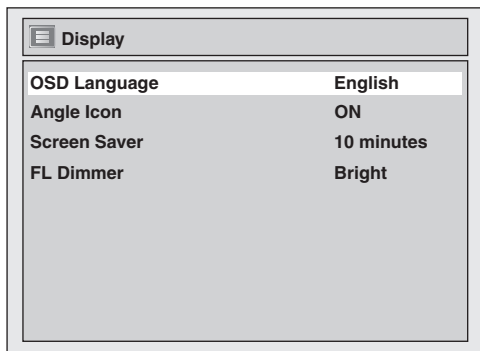 Display
OSD Language English
Angle Icon ON
Screen Saver 10 minutes
FL Dimmer Bright